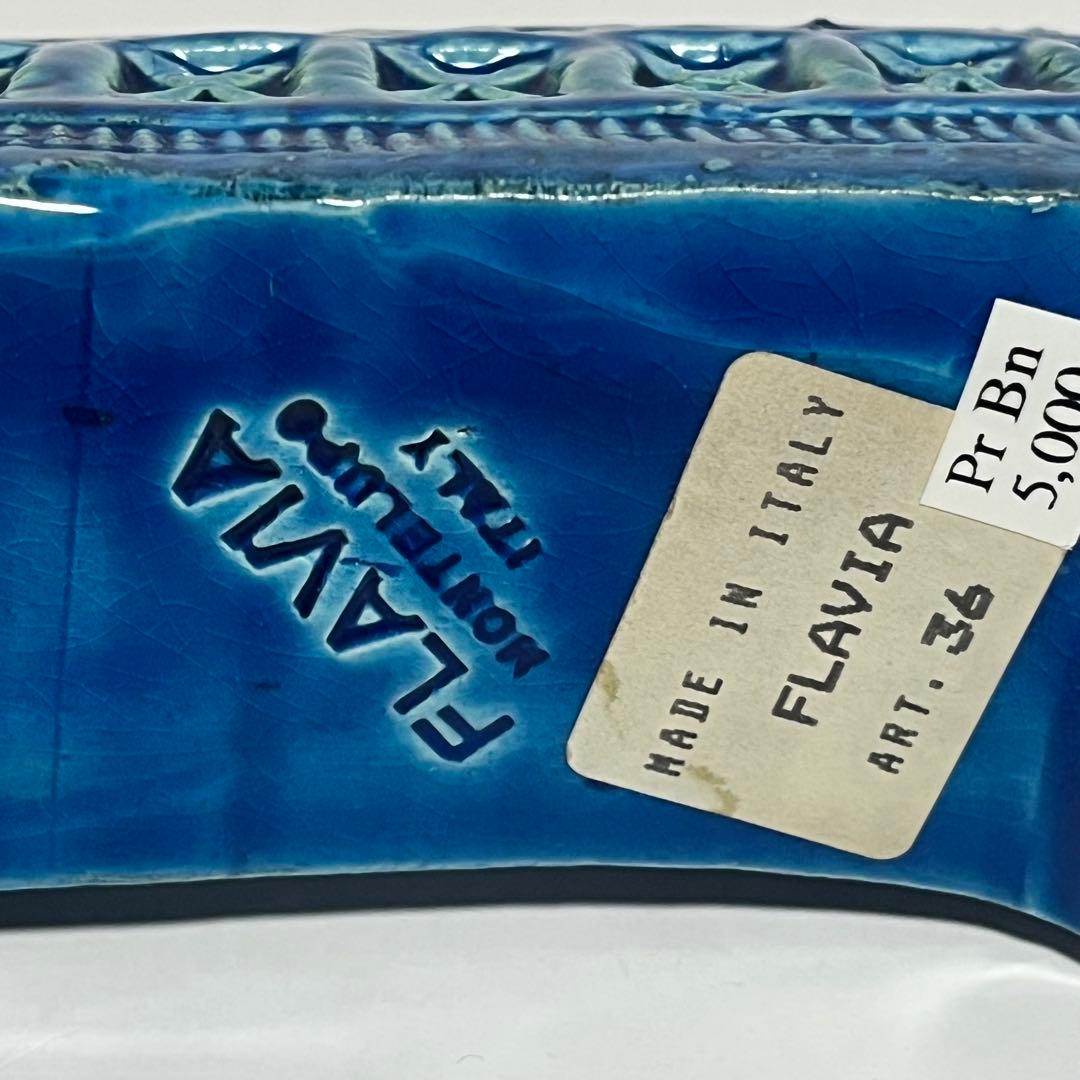 FLAVIA
MONTELUPO
ITALY
MADE IN ITALY
FLAVIA
ART. 36
Pr Bn
5,000